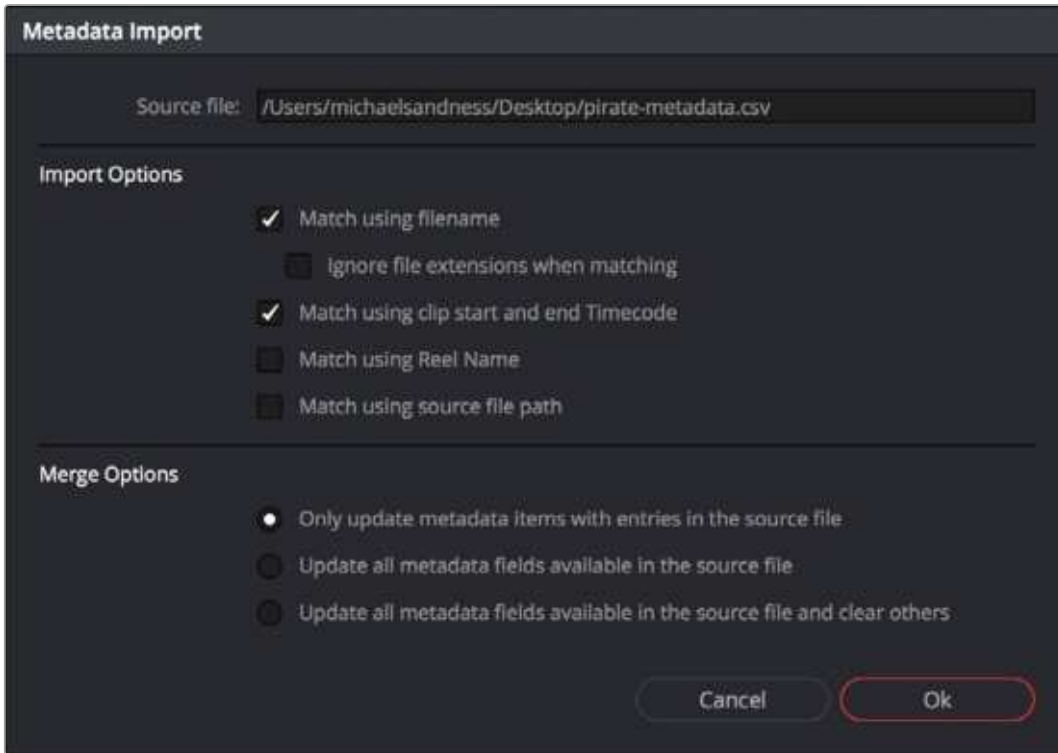 Metadata Import
Source file: /Users/michaelsandness/Desktop/pirate-metadata.csv
Import Options
Match using filename
Ignore file extensions when matching
Match using clip start and end Timecode
Match using Reel Name
Match using source file path
Merge Options
Only update metadata items with entries in the source file
Update all metadata fields available in the source file
Update all metadata fields available in the source file and clear others
Cancel Ok